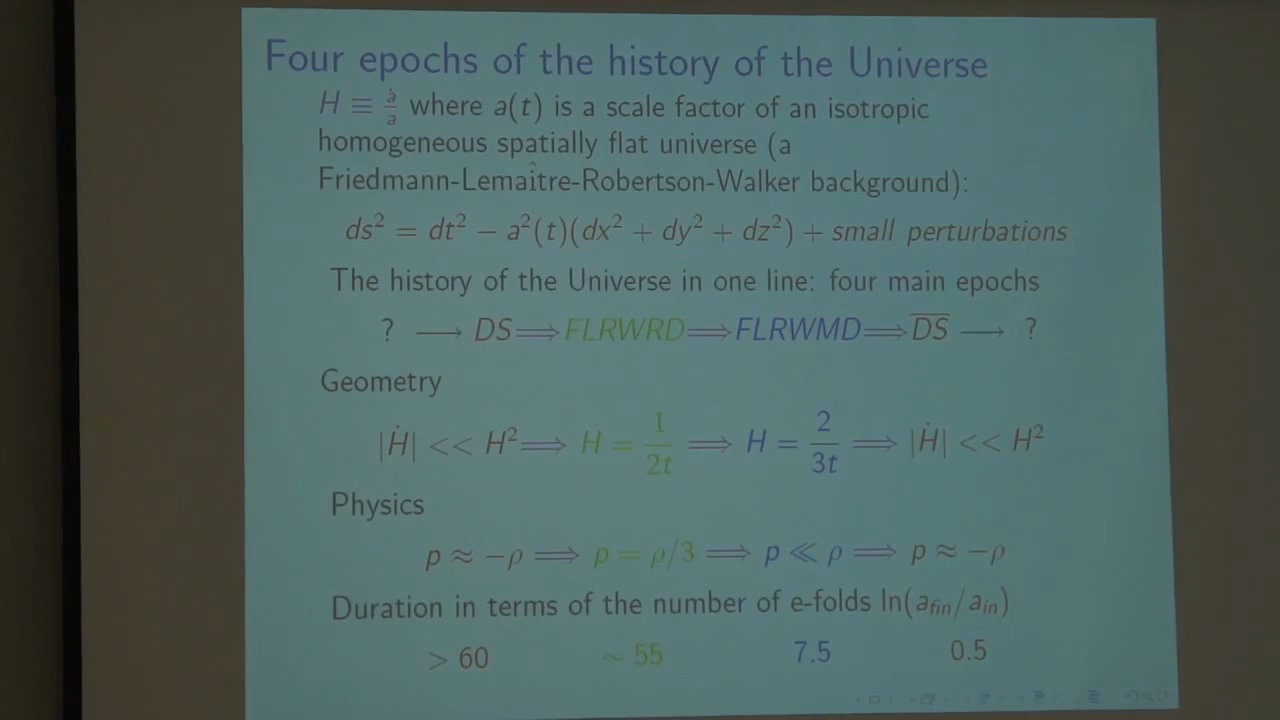 Four epochs of the history of the Universe
H ≡ ȧ/a where a(t) is a scale factor of an isotropic
homogeneous spatially flat universe (a
Friedmann-Lemaître-Robertson-Walker background):
ds² = dt² − a²(t)(dx² + dy² + dz²) + small perturbations
The history of the Universe in one line: four main epochs
? ⟶ DS⟹FLRWRD⟹FLRWMD⟹D̅S̅ ⟶ ?
Geometry
|Ḣ| << H²⟹ H = 1/2t ⟹ H = 2/3t ⟹ |Ḣ| << H²
Physics
p ≈ −ρ ⟹ p = ρ/3 ⟹ p ≪ ρ ⟹ p ≈ −ρ
Duration in terms of the number of e-folds ln(a_fin/a_in)
> 60 ∼ 55 7.5 0.5